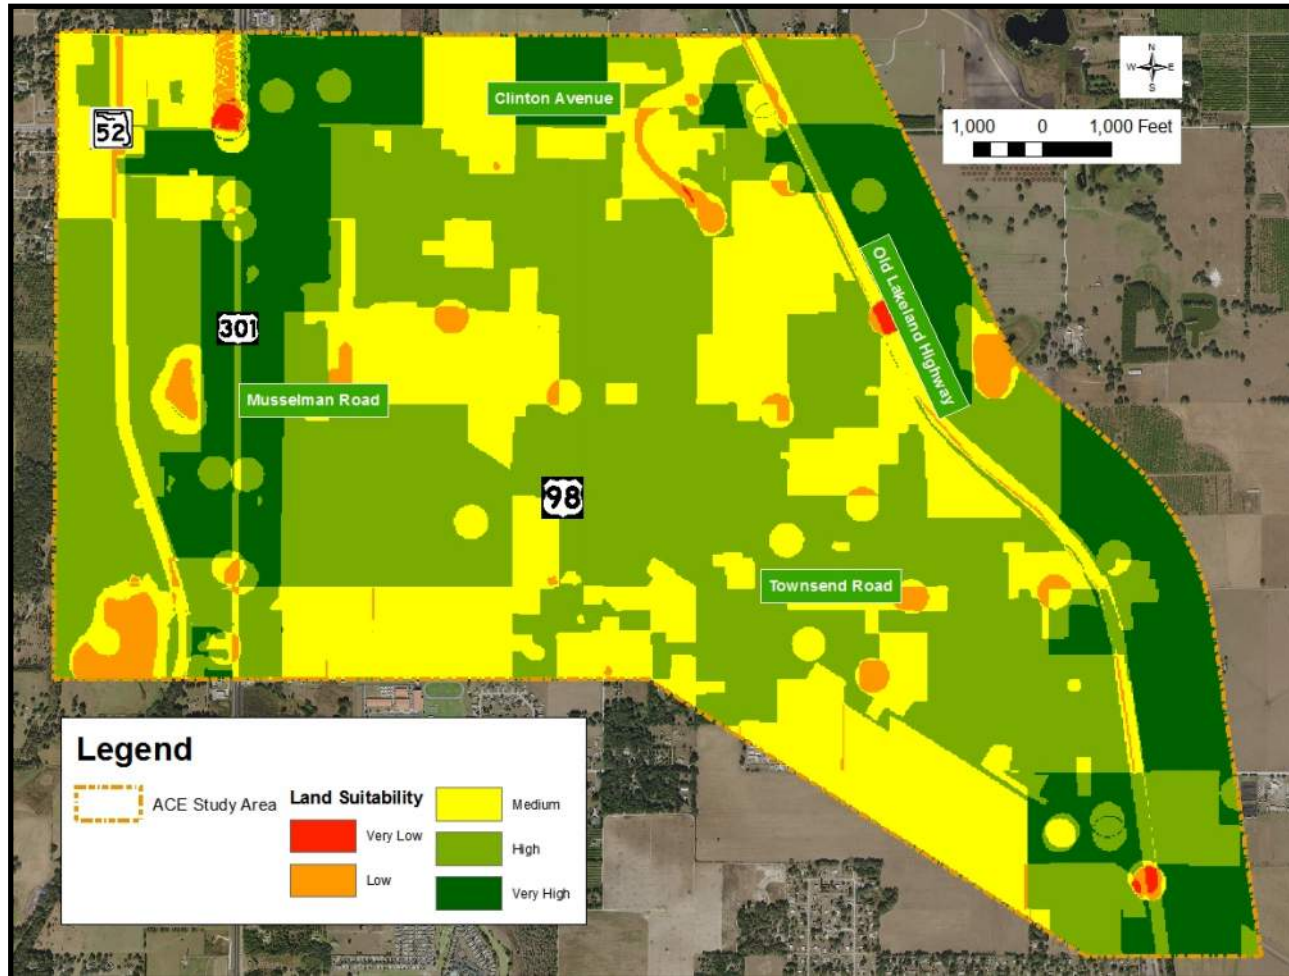 N
W E
S
Clinton Avenue
52
1,000 0 1,000 Feet
Old Lakeland Highway
301
Musselman Road
98
Townsend Road
Legend
ACE Study Area
Land Suitability
Very Low
Low
Medium
High
Very High